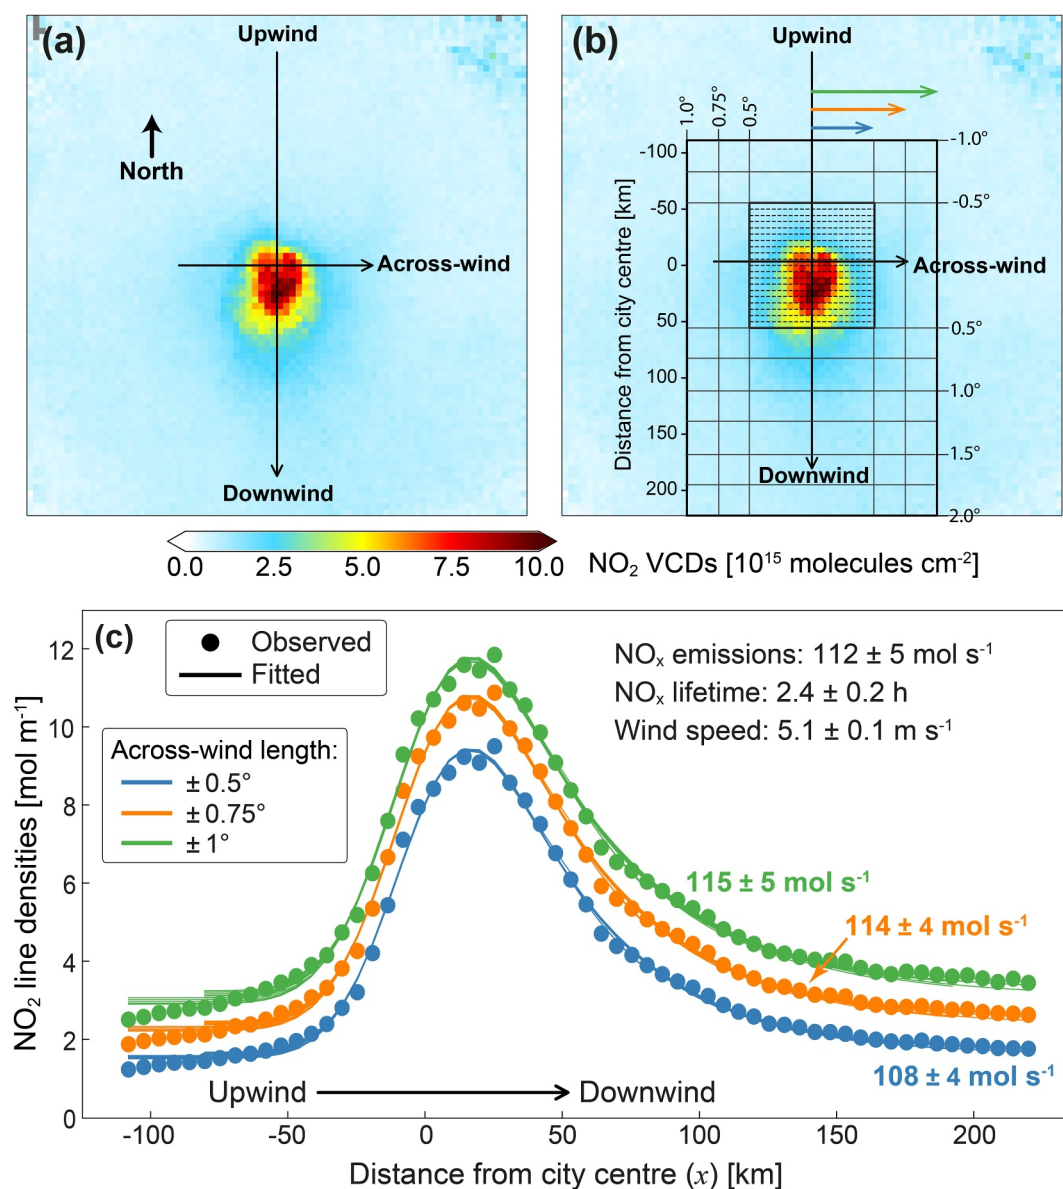 (a)
Upwind
North
Across-wind
Downwind
(b)
Upwind
1.0°
0.75°
0.5°
-1.0°
-0.5°
0.5°
1.0°
1.5°
2.0°
Distance from city centre [km]
-100
-50
0
50
100
150
200
Across-wind
Downwind
0.0 2.5 5.0 7.5 10.0
NO₂ VCDs [10¹⁵ molecules cm⁻²]
(c)
Observed
Fitted
Across-wind length:
± 0.5°
± 0.75°
± 1°
NOₓ emissions: 112 ± 5 mol s⁻¹
NOₓ lifetime: 2.4 ± 0.2 h
Wind speed: 5.1 ± 0.1 m s⁻¹
115 ± 5 mol s⁻¹
114 ± 4 mol s⁻¹
108 ± 4 mol s⁻¹
Upwind
Downwind
NO₂ line densities [mol m⁻¹]
12
10
8
6
4
2
0
-100 -50 0 50 100 150 200
Distance from city centre (x) [km]